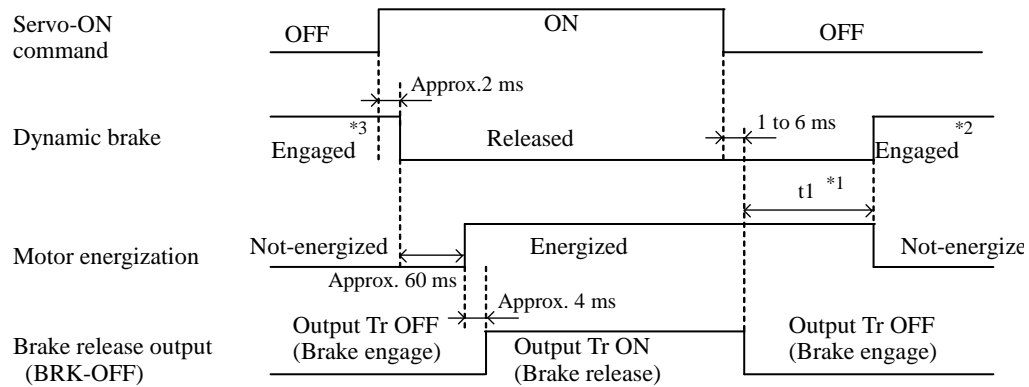 Servo-ON
command
OFF
ON
OFF
Approx.2 ms
Dynamic brake
*3
Engaged
Released
1 to 6 ms
*2
Engaged
t1 *1
Motor energization
Not-energized
Energized
Not-energize
Approx. 60 ms
Approx. 4 ms
Brake release output
(BRK-OFF)
Output Tr OFF
(Brake engage)
Output Tr ON
(Brake release)
Output Tr OFF
(Brake engage)